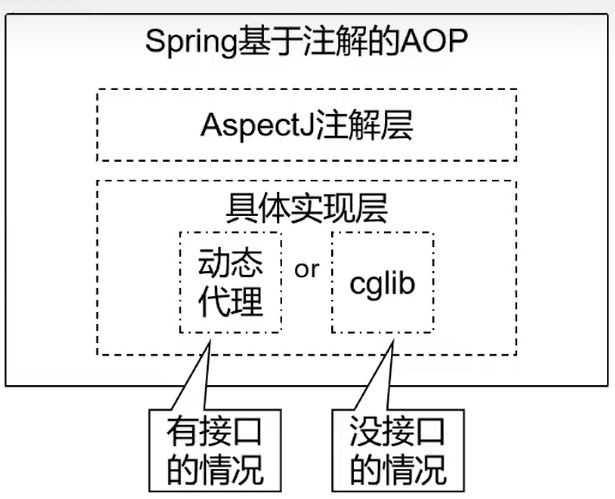 Spring基于注解的AOP
AspectJ注解层
具体实现层
动态
代理
or
cglib
有接口
的情况
没接口
的情况